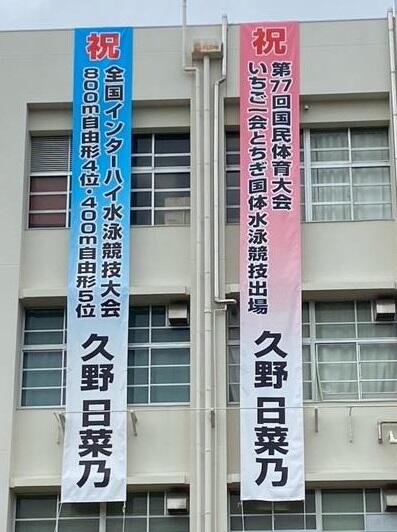 祝
第77回国民体育大会
いちご一会とちぎ国体水泳競技出場
久野日菜乃
祝
全国インターハイ水泳競技大会
800m自由形4位・400m自由形5位
久野日菜乃